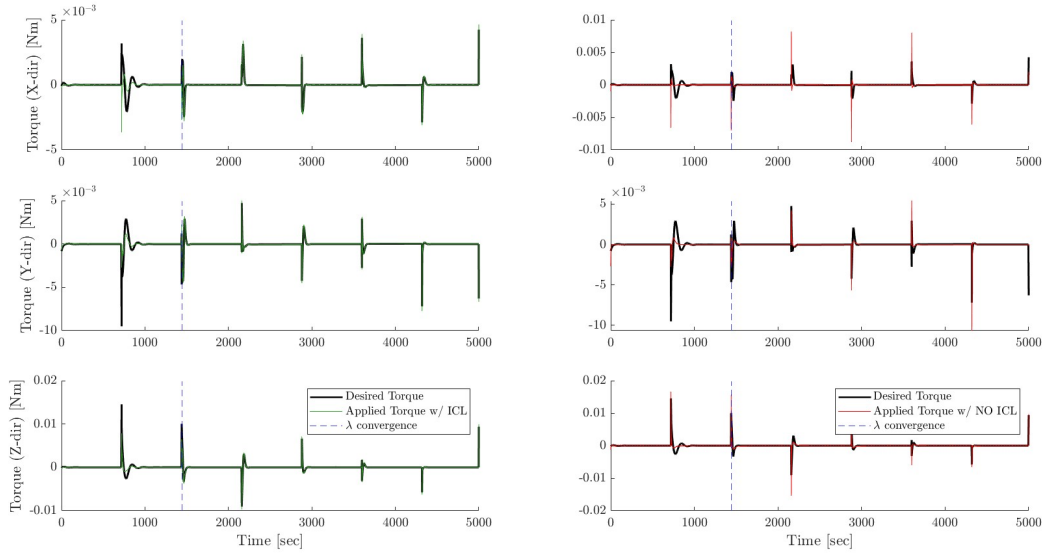 ×10⁻³
5
0
-5
Torque (X-dir) [Nm]
0 1000 2000 3000 4000 5000
0.01
0.005
0
-0.005
-0.01
0 1000 2000 3000 4000 5000
×10⁻³
5
0
-5
-10
Torque (Y-dir) [Nm]
0 1000 2000 3000 4000 5000
×10⁻³
5
0
-5
-10
0 1000 2000 3000 4000 5000
0.02
0.01
0
-0.01
Torque (Z-dir) [Nm]
Desired Torque
Applied Torque w/ ICL
λ convergence
0 1000 2000 3000 4000 5000
Time [sec]
0.02
0.01
0
-0.01
-0.02
Desired Torque
Applied Torque w/ NO ICL
λ convergence
0 1000 2000 3000 4000 5000
Time [sec]